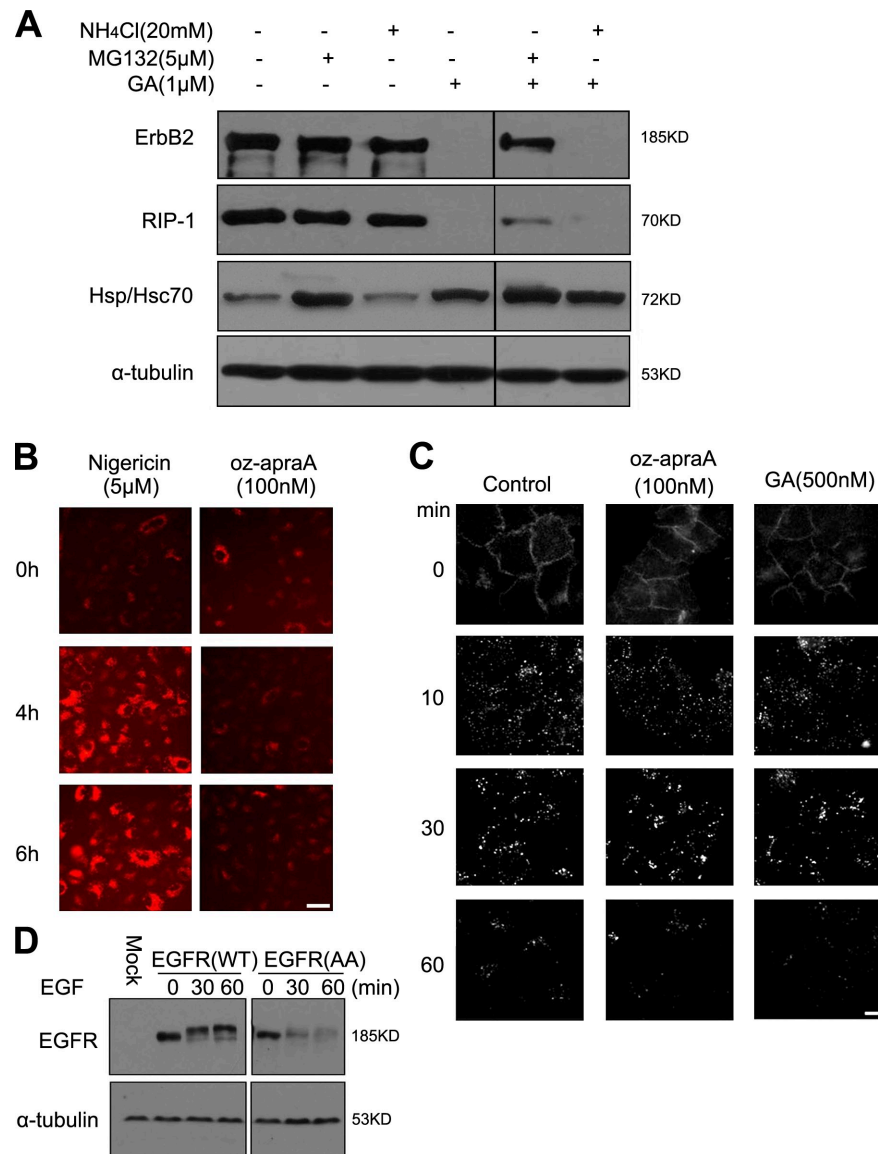 A
NH4Cl(20mM) - - + - - +
MG132(5μM) - + - - + -
GA(1μM) - - - + + +
ErbB2 185KD
RIP-1 70KD
Hsp/Hsc70 72KD
α-tubulin 53KD
B
Nigericin (5μM)
oz-apraA (100nM)
0h
4h
6h
C
Control
oz-apraA (100nM)
GA(500nM)
min
0
10
30
60
D
Mock
EGFR(WT) EGFR(AA)
EGF 0 30 60 0 30 60 (min)
EGFR 185KD
α-tubulin 53KD